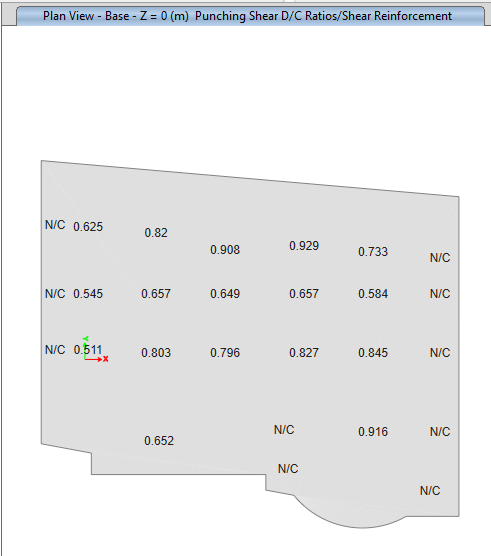 Plan View - Base - Z = 0 (m)  Punching Shear D/C Ratios/Shear Reinforcement
N/C 0.625 0.82
0.908 0.929 0.733 N/C
N/C 0.545 0.657 0.649 0.657 0.584 N/C
Y
N/C 0.511 0.803 0.796 0.827 0.845 N/C
X
0.652 N/C 0.916 N/C
N/C
N/C